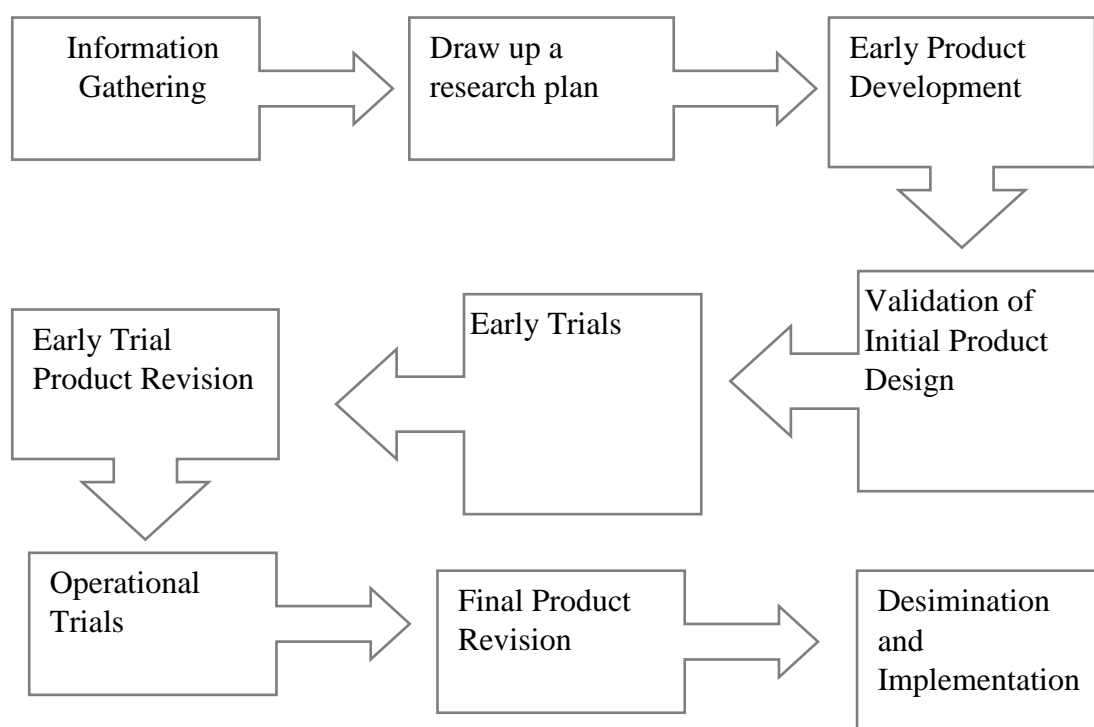 Information
Gathering
Draw up a
research plan
Early Product
Development
Validation of
Initial Product
Design
Early Trials
Early Trial
Product Revision
Operational
Trials
Final Product
Revision
Desimination
and
Implementation